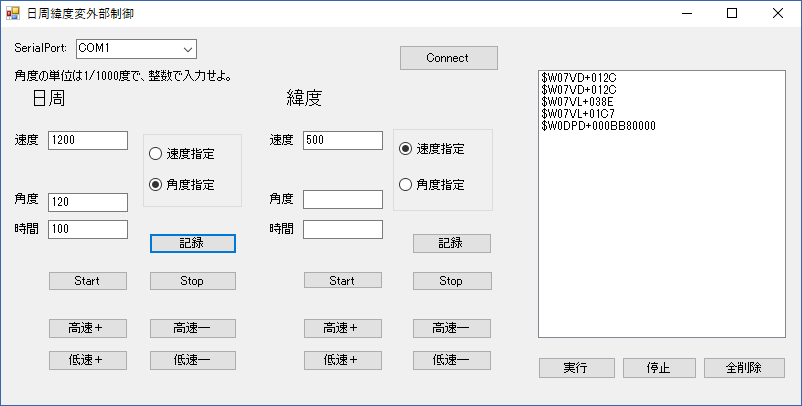 日周緯度変外部制御
SerialPort: COM1
Connect
角度の単位は1/1000度で、整数で入力せよ。
日周
緯度
速度 1200
速度指定
角度指定
角度 120
時間 100
記録
Start Stop
高速＋ 高速―
低速＋ 低速―
速度 500
速度指定
角度指定
角度
時間
記録
Start Stop
高速＋ 高速―
低速＋ 低速―
$W07VD+012C
$W07VD+012C
$W07VL+038E
$W07VL+01C7
$W0DPD+000BB80000
実行 停止 全削除